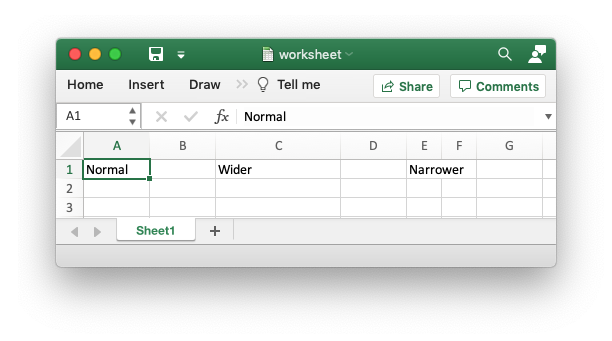 worksheet
Home Insert Draw Tell me Share Comments
A1 fx Normal
A B C D E F G
1 Normal Wider Narrower
2
3
Sheet1 +